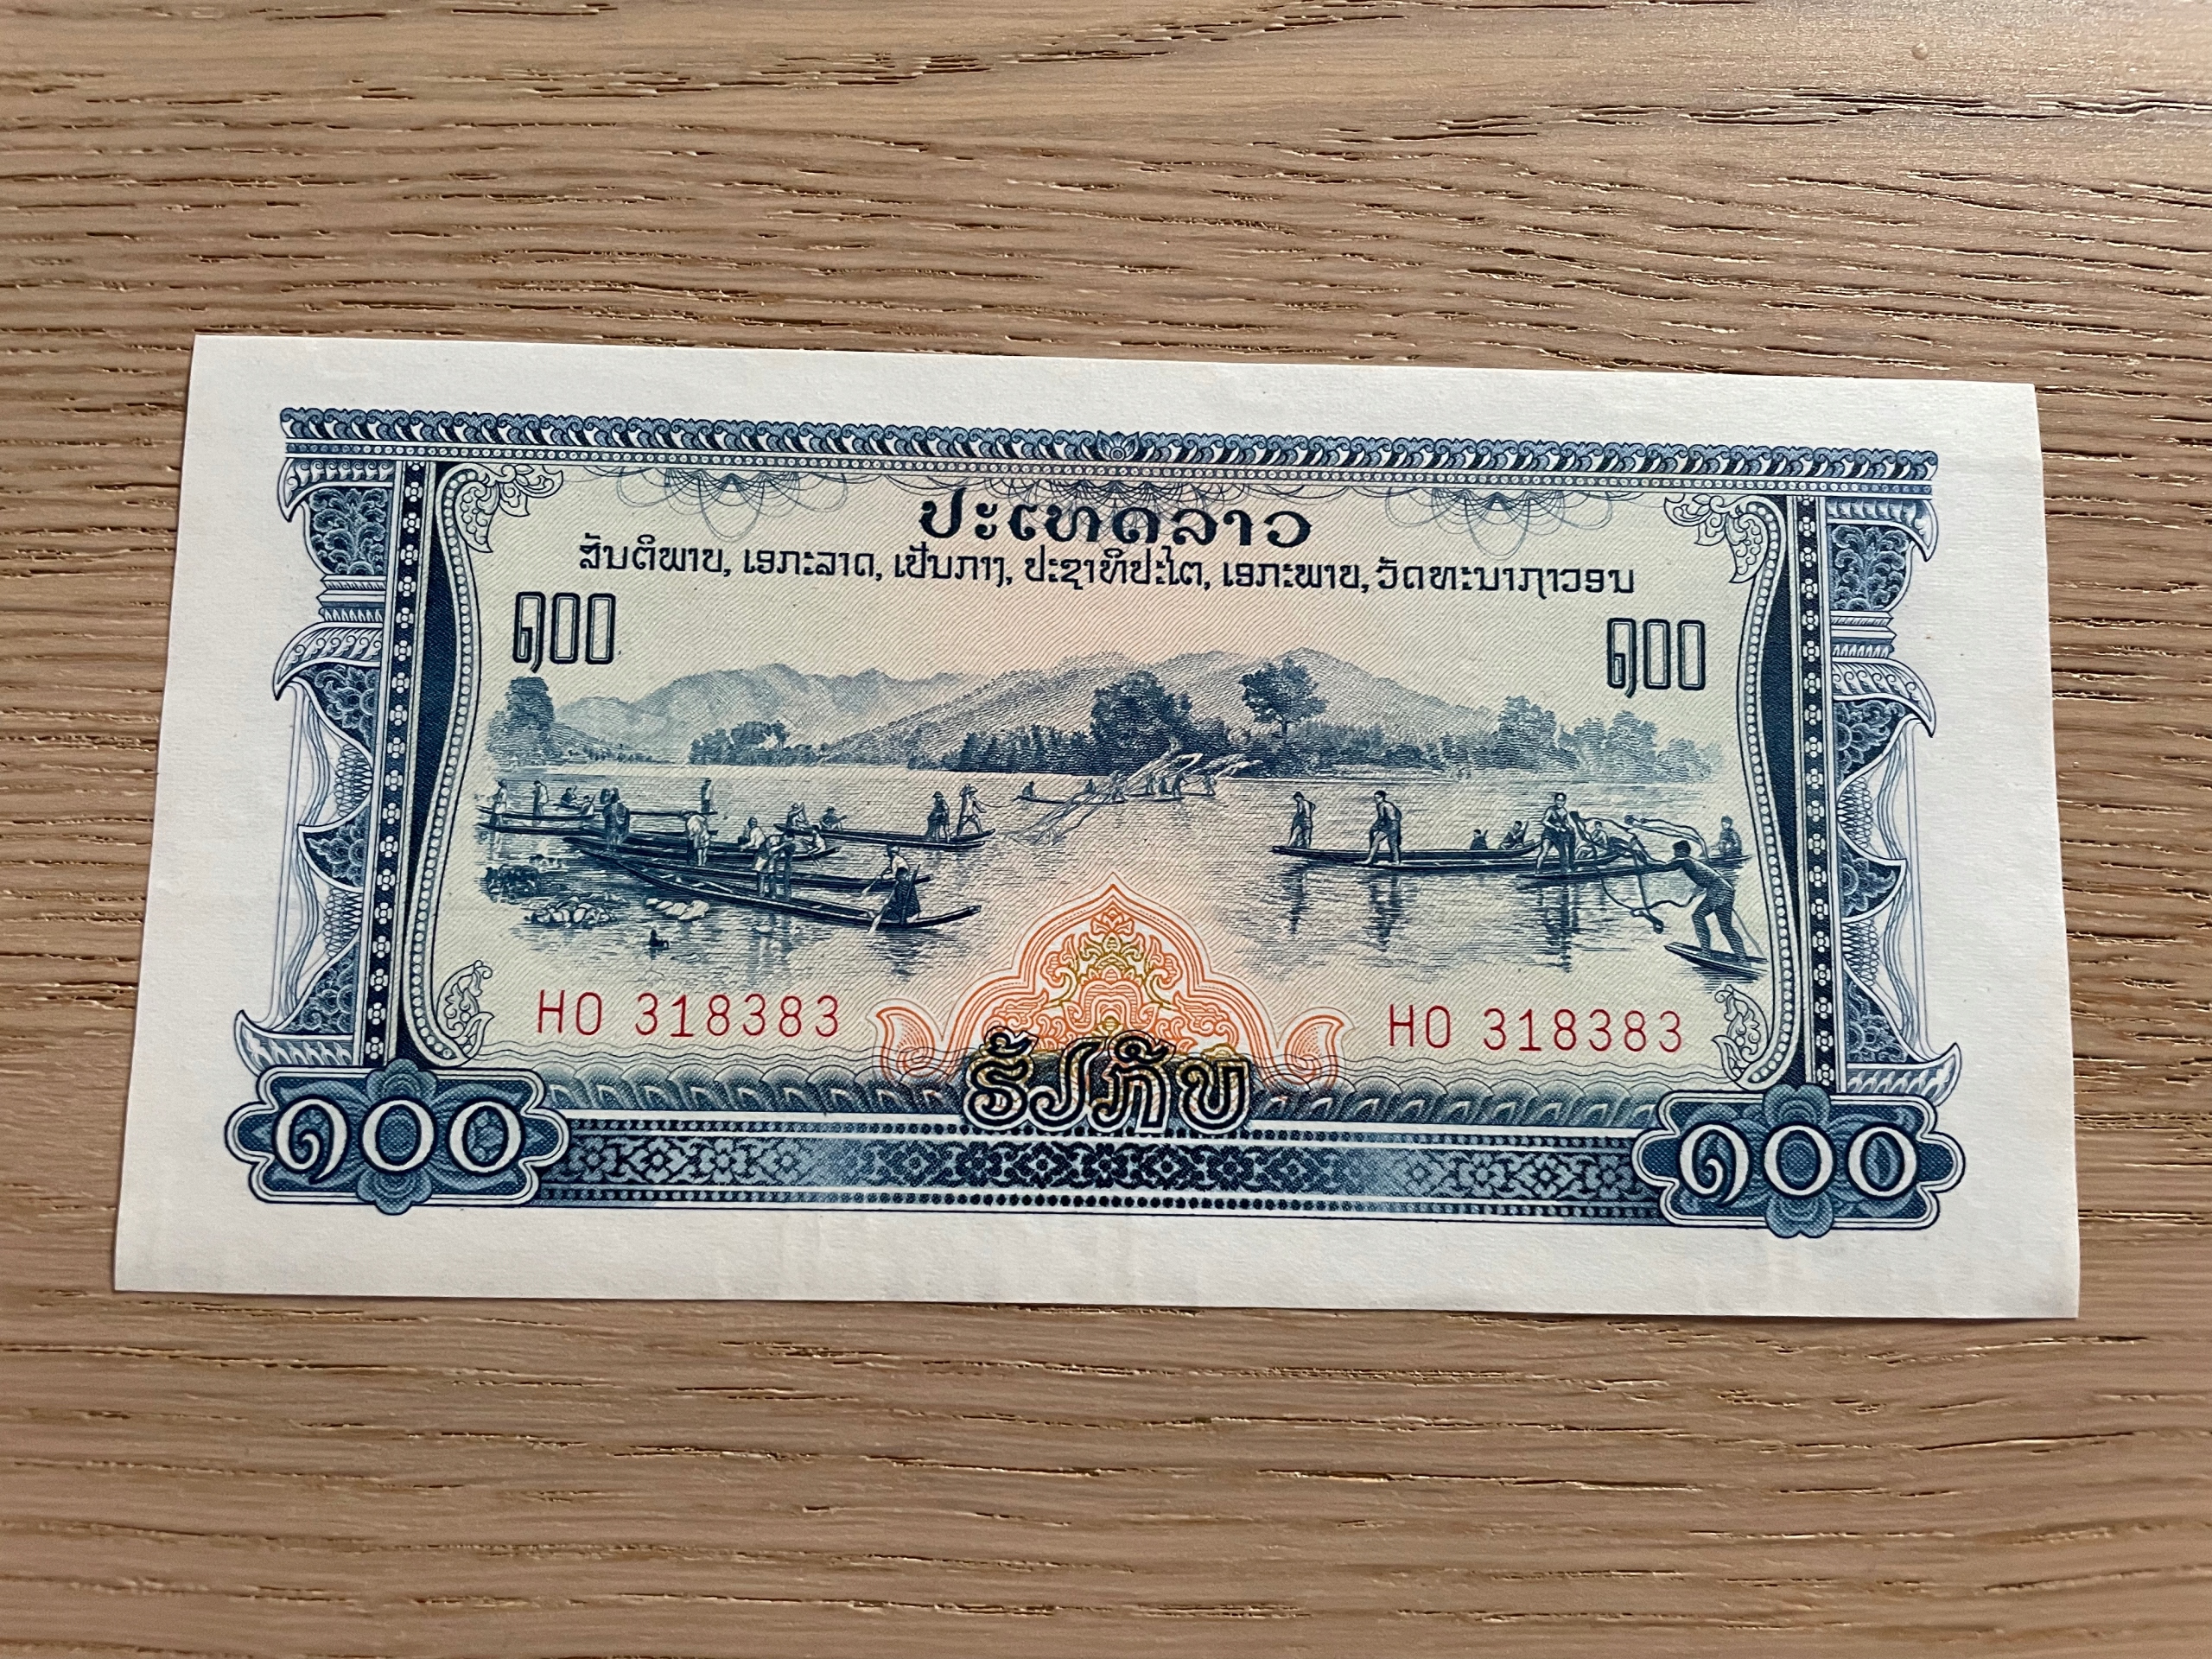 ປະເທດລາວ
ສັນຕິພາບ, ເອກະລາດ, ເປັນກາງ, ປະຊາທິປະໄຕ, ເອກະພາບ, ວັດທະນາຖາວອນ
໑໐໐ ໑໐໐
HO 318383 HO 318383
ຮ້ຽກີບ
໑໐໐ ໑໐໐